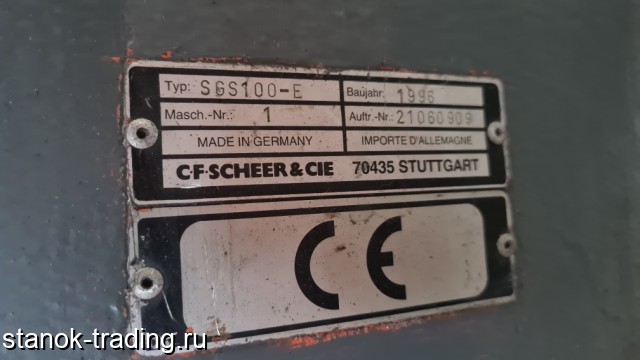 Typ: SGS100-E Baujahr: 1996
Masch.-Nr.: 1 Auftr.-Nr.: 21060909
MADE IN GERMANY IMPORTE D'ALLEMAGNE
C·F·SCHEER & CIE 70435 STUTTGART
CE
stanok-trading.ru